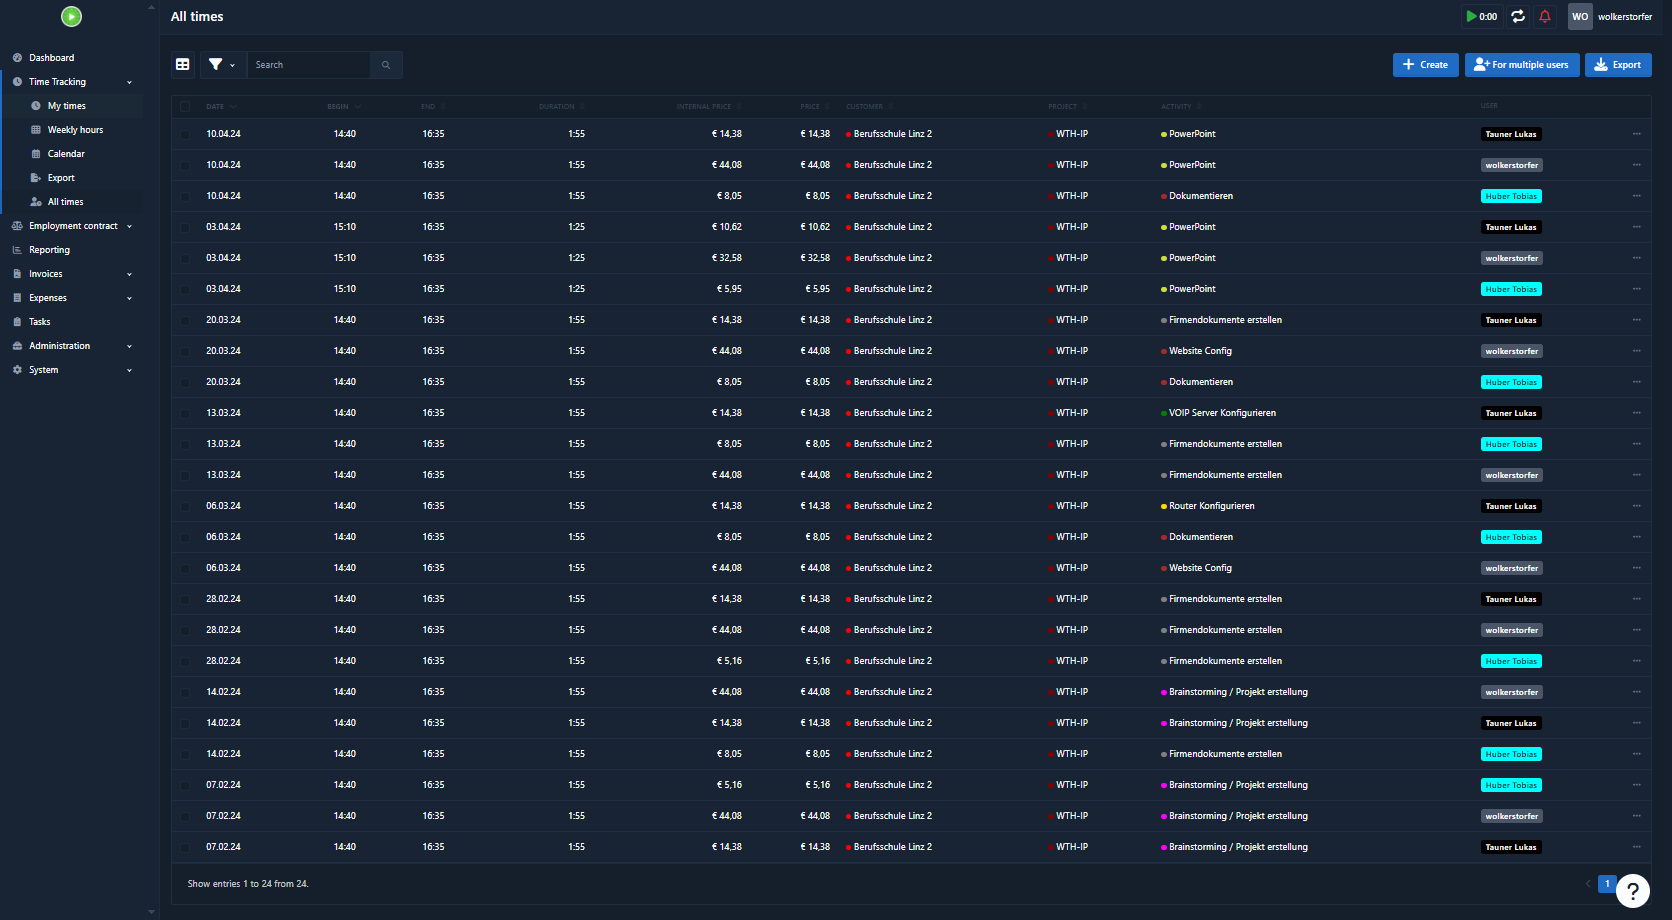 All times
0:00
WO
wolkerstorfer
Dashboard
Time Tracking
My times
Weekly hours
Calendar
Export
All times
Employment contract
Reporting
Invoices
Expenses
Tasks
Administration
System
Search
Create
For multiple users
Export
DATE BEGIN END DURATION INTERNAL PRICE PRICE CUSTOMER PROJECT ACTIVITY USER
10.04.24 14:40 16:35 1:55 € 14,38 € 14,38 Berufsschule Linz 2 WTH-IP PowerPoint Tauner Lukas
10.04.24 14:40 16:35 1:55 € 44,08 € 44,08 Berufsschule Linz 2 WTH-IP PowerPoint wolkerstorfer
10.04.24 14:40 16:35 1:55 € 8,05 € 8,05 Berufsschule Linz 2 WTH-IP Dokumentieren Huber Tobias
03.04.24 15:10 16:35 1:25 € 10,62 € 10,62 Berufsschule Linz 2 WTH-IP PowerPoint Tauner Lukas
03.04.24 15:10 16:35 1:25 € 32,58 € 32,58 Berufsschule Linz 2 WTH-IP PowerPoint wolkerstorfer
03.04.24 15:10 16:35 1:25 € 5,95 € 5,95 Berufsschule Linz 2 WTH-IP PowerPoint Huber Tobias
20.03.24 14:40 16:35 1:55 € 14,38 € 14,38 Berufsschule Linz 2 WTH-IP Firmendokumente erstellen Tauner Lukas
20.03.24 14:40 16:35 1:55 € 44,08 € 44,08 Berufsschule Linz 2 WTH-IP Website Config wolkerstorfer
20.03.24 14:40 16:35 1:55 € 8,05 € 8,05 Berufsschule Linz 2 WTH-IP Dokumentieren Huber Tobias
13.03.24 14:40 16:35 1:55 € 14,38 € 14,38 Berufsschule Linz 2 WTH-IP VOIP Server Konfigurieren Tauner Lukas
13.03.24 14:40 16:35 1:55 € 8,05 € 8,05 Berufsschule Linz 2 WTH-IP Firmendokumente erstellen Huber Tobias
13.03.24 14:40 16:35 1:55 € 44,08 € 44,08 Berufsschule Linz 2 WTH-IP Firmendokumente erstellen wolkerstorfer
06.03.24 14:40 16:35 1:55 € 14,38 € 14,38 Berufsschule Linz 2 WTH-IP Router Konfigurieren Tauner Lukas
06.03.24 14:40 16:35 1:55 € 8,05 € 8,05 Berufsschule Linz 2 WTH-IP Dokumentieren Huber Tobias
06.03.24 14:40 16:35 1:55 € 44,08 € 44,08 Berufsschule Linz 2 WTH-IP Website Config wolkerstorfer
28.02.24 14:40 16:35 1:55 € 14,38 € 14,38 Berufsschule Linz 2 WTH-IP Firmendokumente erstellen Tauner Lukas
28.02.24 14:40 16:35 1:55 € 44,08 € 44,08 Berufsschule Linz 2 WTH-IP Firmendokumente erstellen wolkerstorfer
28.02.24 14:40 16:35 1:55 € 5,16 € 5,16 Berufsschule Linz 2 WTH-IP Firmendokumente erstellen Huber Tobias
14.02.24 14:40 16:35 1:55 € 44,08 € 44,08 Berufsschule Linz 2 WTH-IP Brainstorming / Projekt erstellung wolkerstorfer
14.02.24 14:40 16:35 1:55 € 14,38 € 14,38 Berufsschule Linz 2 WTH-IP Brainstorming / Projekt erstellung Tauner Lukas
14.02.24 14:40 16:35 1:55 € 8,05 € 8,05 Berufsschule Linz 2 WTH-IP Firmendokumente erstellen Huber Tobias
07.02.24 14:40 16:35 1:55 € 5,16 € 5,16 Berufsschule Linz 2 WTH-IP Brainstorming / Projekt erstellung Huber Tobias
07.02.24 14:40 16:35 1:55 € 44,08 € 44,08 Berufsschule Linz 2 WTH-IP Brainstorming / Projekt erstellung wolkerstorfer
07.02.24 14:40 16:35 1:55 € 14,38 € 14,38 Berufsschule Linz 2 WTH-IP Brainstorming / Projekt erstellung Tauner Lukas
Show entries 1 to 24 from 24.
1
?